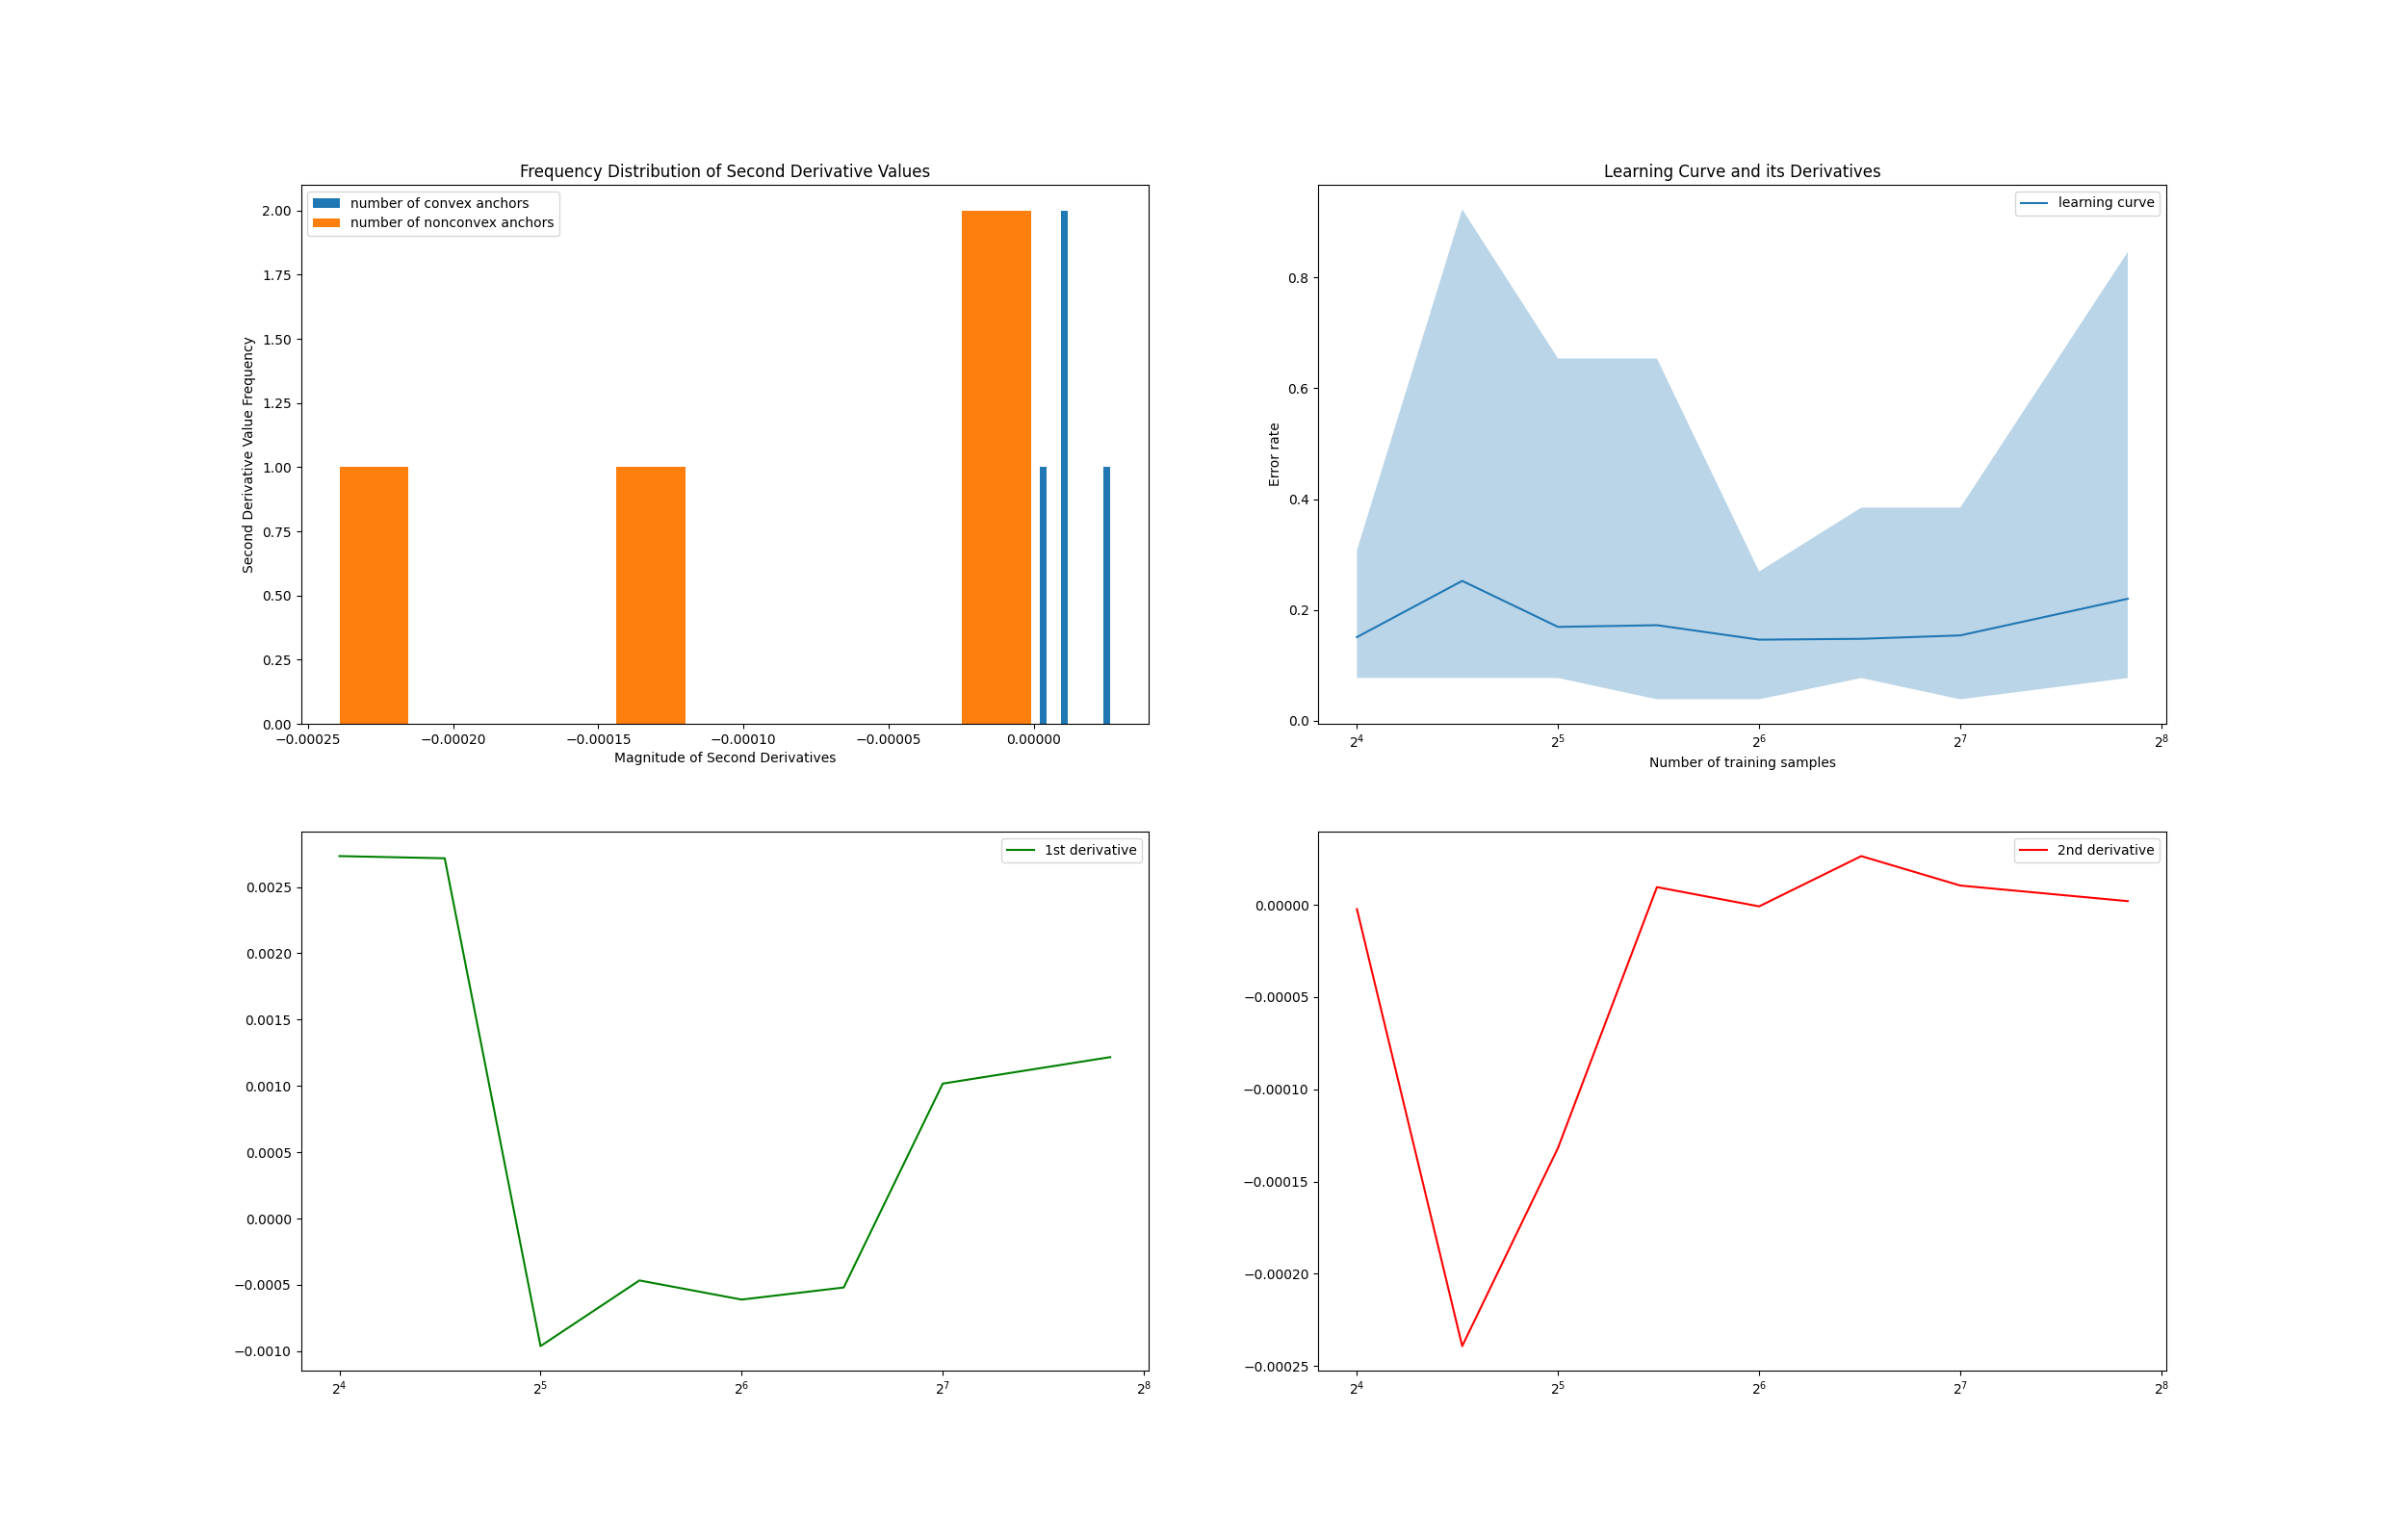 Frequency Distribution of Second Derivative Values
number of convex anchors
number of nonconvex anchors
2.00
1.75
1.50
1.25
1.00
0.75
0.50
0.25
0.00
Second Derivative Value Frequency
−0.00025 −0.00020 −0.00015 −0.00010 −0.00005 0.00000
Magnitude of Second Derivatives
Learning Curve and its Derivatives
learning curve
0.8
0.6
0.4
0.2
0.0
Error rate
2⁴ 2⁵ 2⁶ 2⁷ 2⁸
Number of training samples
1st derivative
0.0025
0.0020
0.0015
0.0010
0.0005
0.0000
−0.0005
−0.0010
2⁴ 2⁵ 2⁶ 2⁷ 2⁸
2nd derivative
0.00000
−0.00005
−0.00010
−0.00015
−0.00020
−0.00025
2⁴ 2⁵ 2⁶ 2⁷ 2⁸